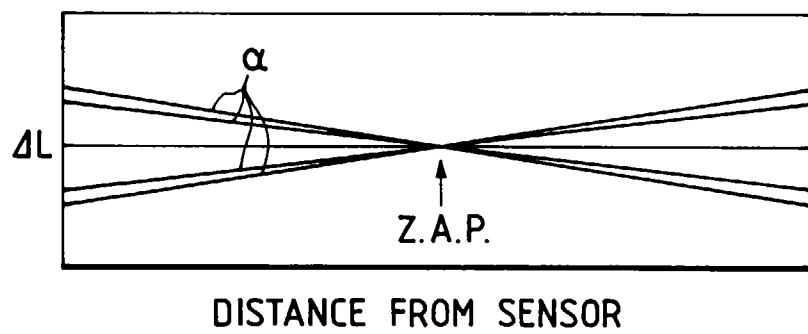 α
ΔL
Z.A.P.
DISTANCE FROM SENSOR